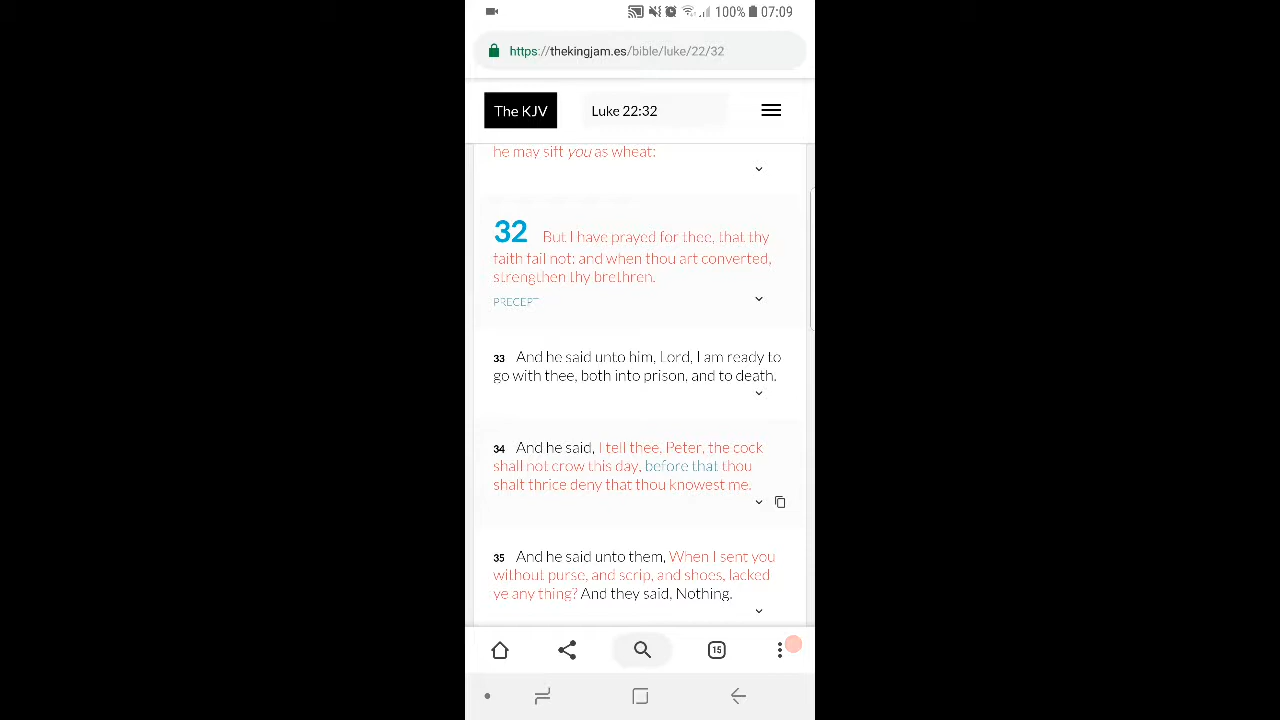 100% 07:09
https://thekingjam.es/bible/luke/22/32
The KJV Luke 22:32
he may sift you as wheat:
32 But I have prayed for thee, that thy
faith fail not: and when thou art converted,
strengthen thy brethren.
PRECEPT
33 And he said unto him, Lord, I am ready to
go with thee, both into prison, and to death.
34 And he said, I tell thee, Peter, the cock
shall not crow this day, before that thou
shalt thrice deny that thou knowest me.
35 And he said unto them, When I sent you
without purse, and scrip, and shoes, lacked
ye any thing? And they said, Nothing.
15